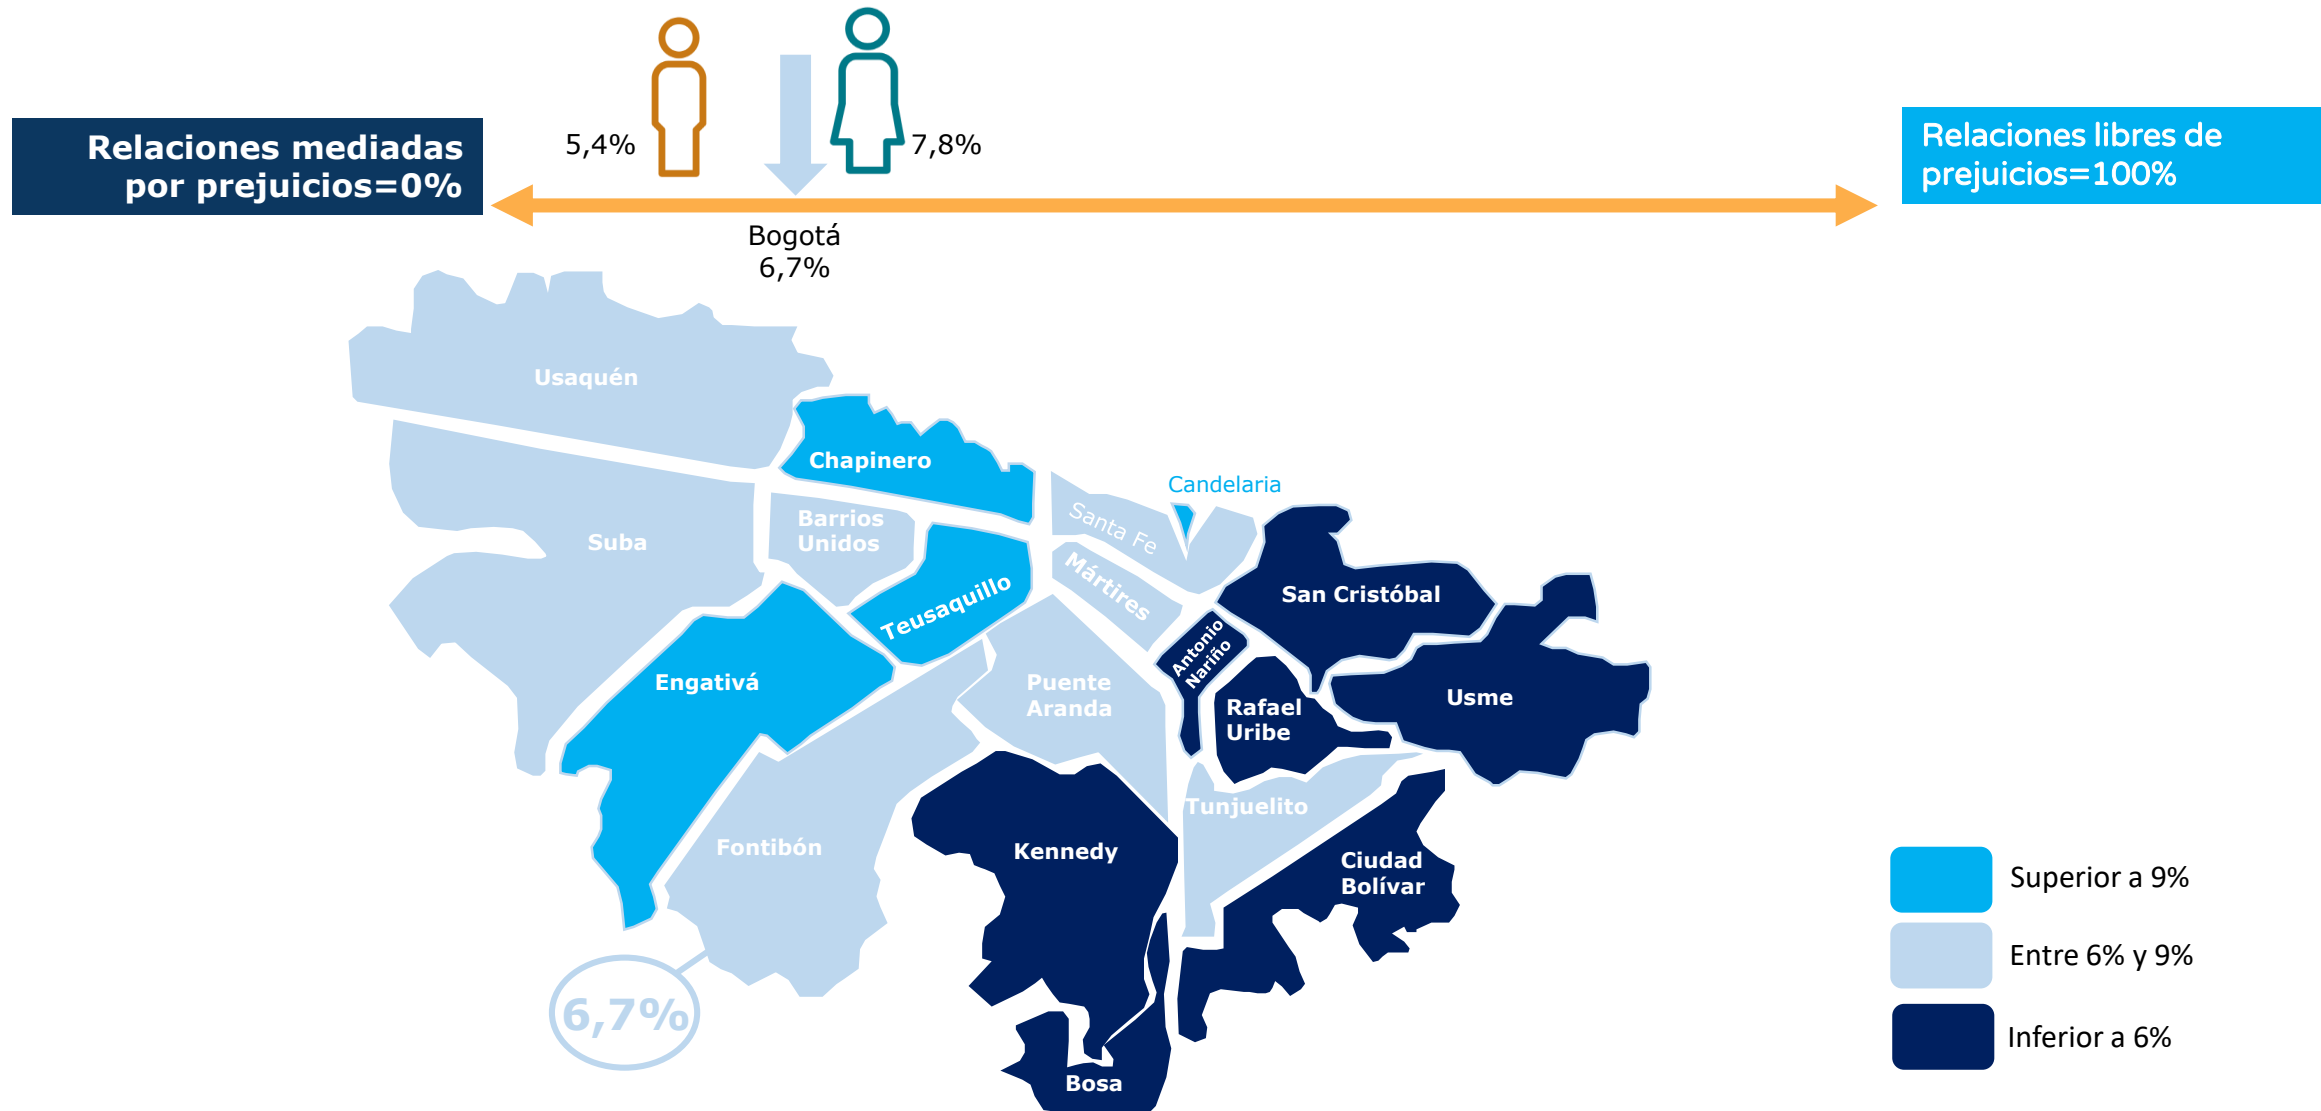 5,4%
7,8%
Relaciones mediadas
por prejuicios=0%
Relaciones libres de
prejuicios=100%
Bogotá
6,7%
Usaquén
Chapinero
Candelaria
Santa Fe
Barrios
Unidos
Suba
Mártires
Teusaquillo
San Cristóbal
Antonio
Nariño
Engativá
Puente
Aranda
Rafael
Uribe
Usme
Tunjuelito
Fontibón
Kennedy
Ciudad
Bolívar
6,7%
Bosa
Superior a 9%
Entre 6% y 9%
Inferior a 6%